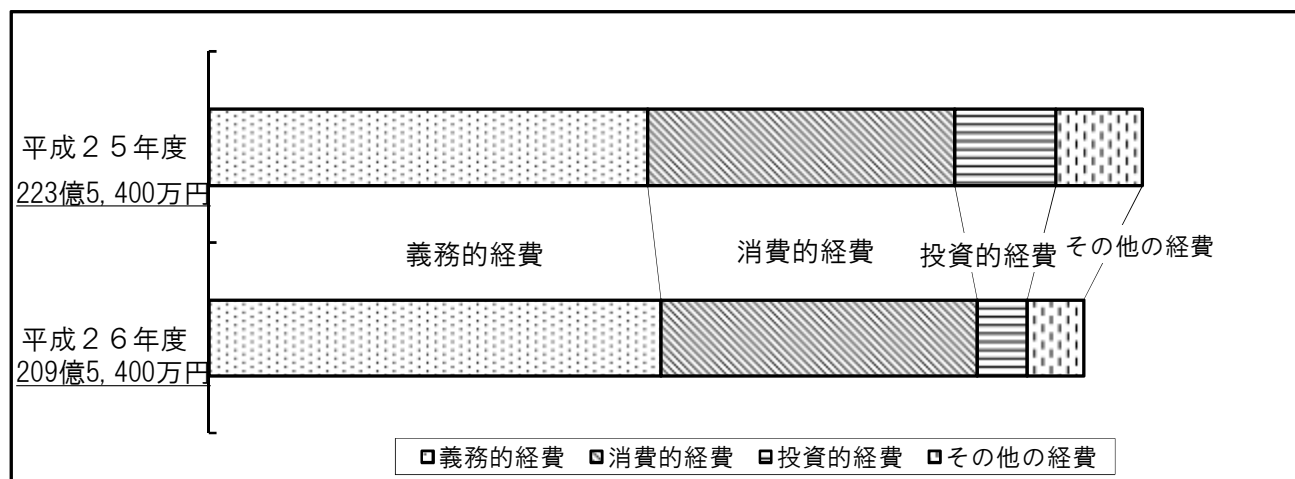 平成２５年度
223億5,400万円
義務的経費 消費的経費 投資的経費 その他の経費
平成２６年度
209億5,400万円
義務的経費 消費的経費 投資的経費 その他の経費